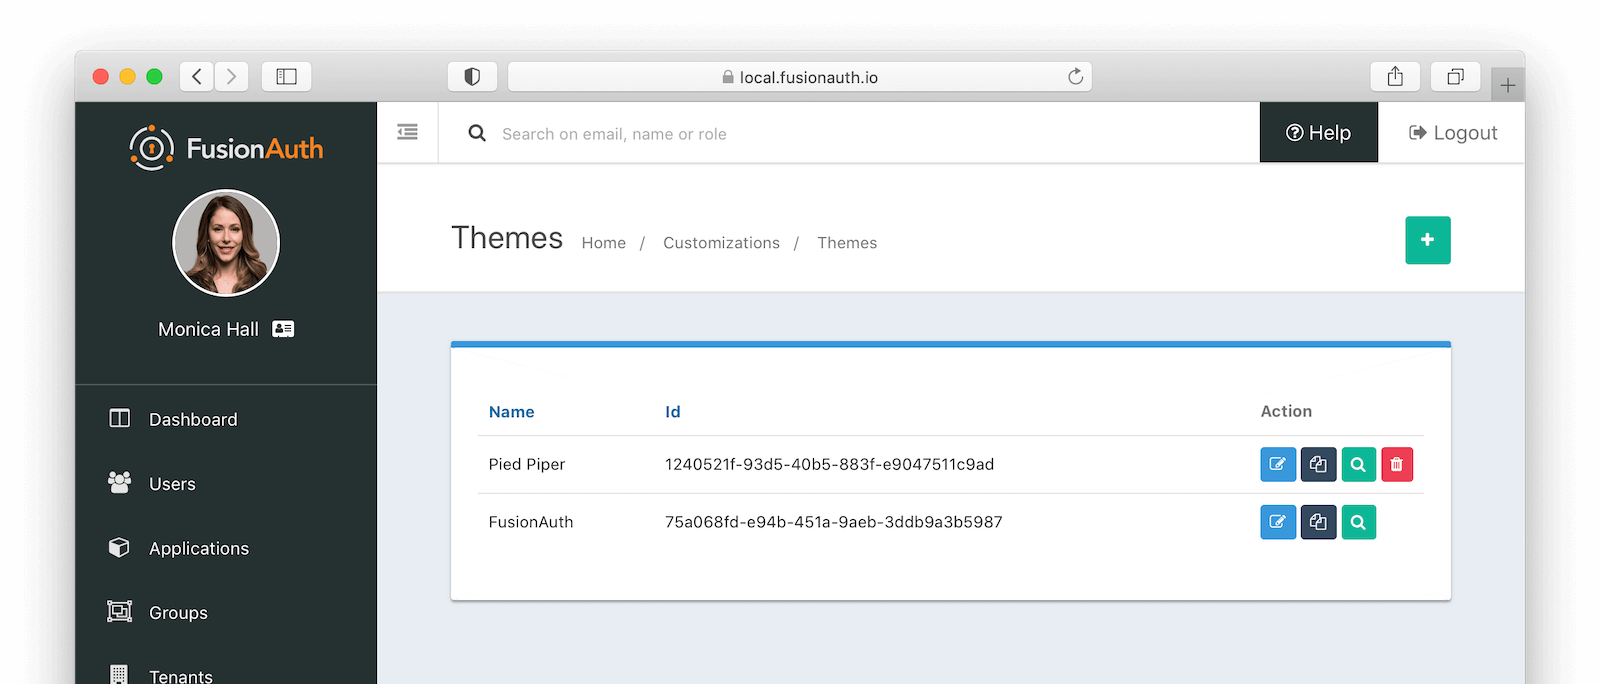 local.fusionauth.io
FusionAuth
Search on email, name or role
Help
Logout
Monica Hall
Themes Home / Customizations / Themes
Dashboard
Users
Applications
Groups
Tenants
Name Id Action
Pied Piper 1240521f-93d5-40b5-883f-e9047511c9ad
FusionAuth 75a068fd-e94b-451a-9aeb-3ddb9a3b5987